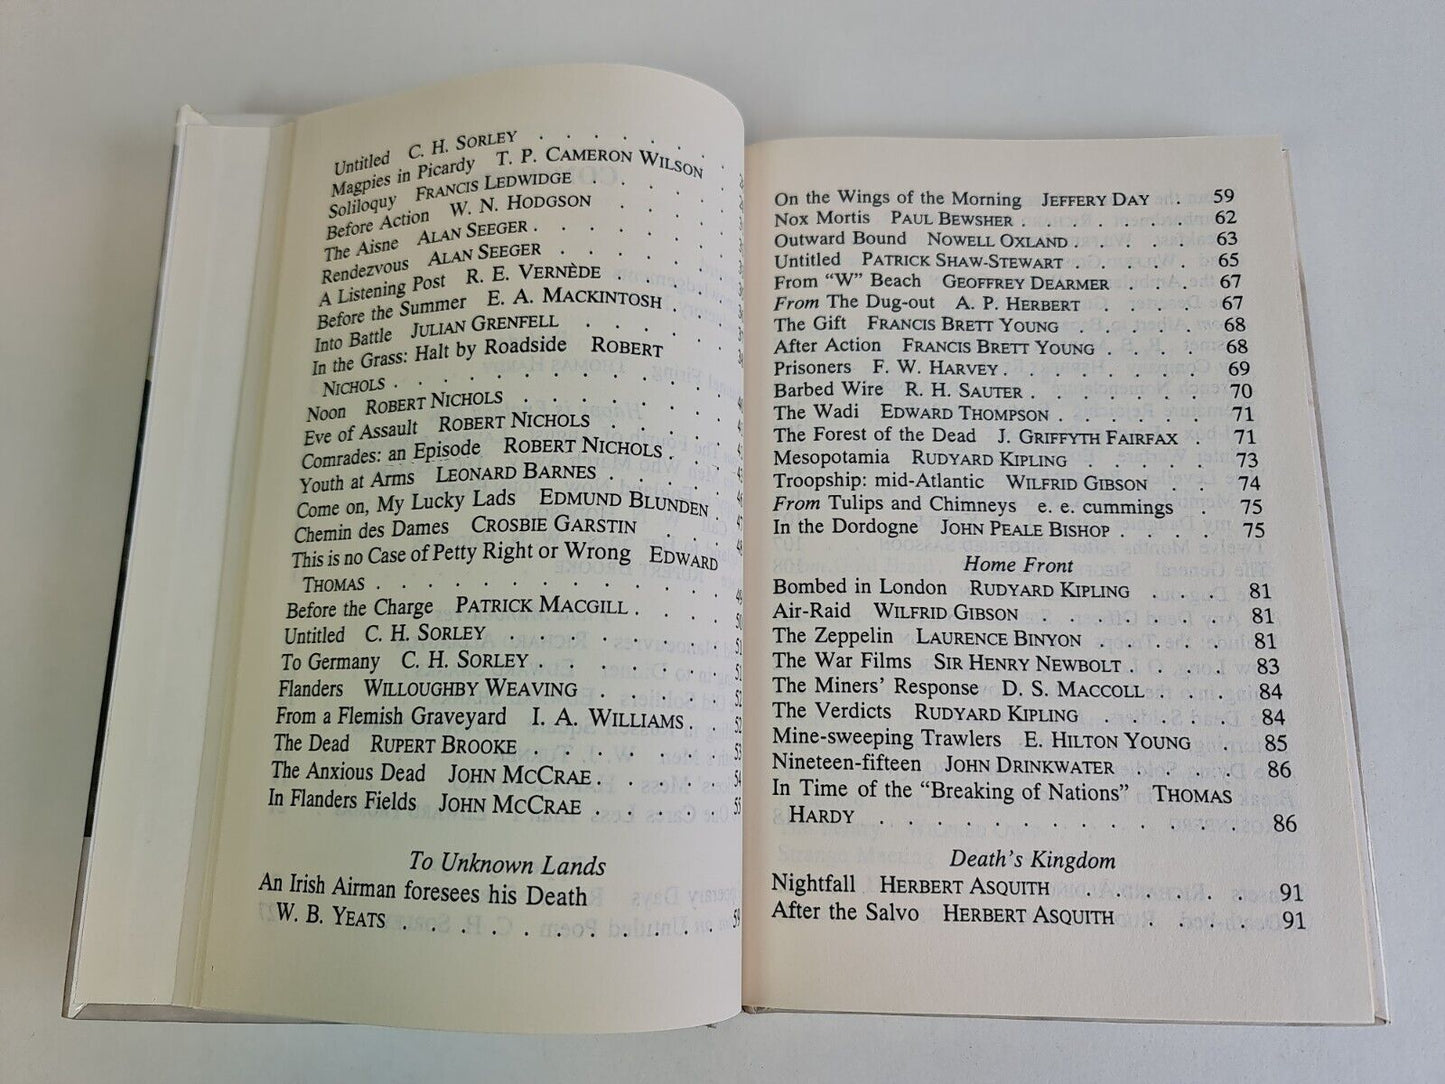 Untitled C. H. SORLEY . . . . . .
Magpies in Picardy T. P. CAMERON WILSON
Soliloquy FRANCIS LEDWIDGE . . . . .
Before Action W. N. HODGSON . . . .
The Aisne ALAN SEEGER . . . . . .
Rendezvous ALAN SEEGER . . . . .
A Listening Post R. E. VERNÈDE . . . .
Before the Summer E. A. MACKINTOSH . .
Into Battle JULIAN GRENFELL . . . .
In the Grass: Halt by Roadside ROBERT
NICHOLS . . . . . . . . . .
Noon ROBERT NICHOLS . . . . . . .
Eve of Assault ROBERT NICHOLS . . . .
Comrades: an Episode ROBERT NICHOLS . .
Youth at Arms LEONARD BARNES . . . .
Come on, My Lucky Lads EDMUND BLUNDEN .
Chemin des Dames CROSBIE GARSTIN . . .
This is no Case of Petty Right or Wrong EDWARD
THOMAS . . . . . . . . . . .
Before the Charge PATRICK MACGILL . . .
Untitled C. H. SORLEY . . . . . . .
To Germany C. H. SORLEY . . . . . .
Flanders WILLOUGHBY WEAVING . . . .
From a Flemish Graveyard I. A. WILLIAMS . .
The Dead RUPERT BROOKE . . . . . .
The Anxious Dead JOHN MCCRAE . . . .
In Flanders Fields JOHN MCCRAE . . . .
To Unknown Lands
An Irish Airman foresees his Death
W. B. YEATS . . . . . . . . . . 59
On the Wings of the Morning JEFFERY DAY . 59
Nox Mortis PAUL BEWSHER . . . . . . 62
Outward Bound NOWELL OXLAND . . . . 63
Untitled PATRICK SHAW-STEWART . . . . 65
From "W" Beach GEOFFREY DEARMER . . . 67
From The Dug-out A. P. HERBERT . . . . 67
The Gift FRANCIS BRETT YOUNG . . . . 68
After Action FRANCIS BRETT YOUNG . . . 68
Prisoners F. W. HARVEY . . . . . . 69
Barbed Wire R. H. SAUTER . . . . . 70
The Wadi EDWARD THOMPSON . . . . . 71
The Forest of the Dead J. GRIFFYTH FAIRFAX . 71
Mesopotamia RUDYARD KIPLING . . . . 73
Troopship: mid-Atlantic WILFRID GIBSON . . 74
From Tulips and Chimneys e. e. cummings . . 75
In the Dordogne JOHN PEALE BISHOP . . . . 75
Home Front
Bombed in London RUDYARD KIPLING . . . 81
Air-Raid WILFRID GIBSON . . . . . . 81
The Zeppelin LAURENCE BINYON . . . . 81
The War Films SIR HENRY NEWBOLT . . . . 83
The Miners' Response D. S. MACCOLL . . . 84
The Verdicts RUDYARD KIPLING . . . . 84
Mine-sweeping Trawlers E. HILTON YOUNG . 85
Nineteen-fifteen JOHN DRINKWATER . . . . 86
In Time of the "Breaking of Nations" THOMAS
HARDY . . . . . . . . . . . 86
Death's Kingdom
Nightfall HERBERT ASQUITH . . . . . 91
After the Salvo HERBERT ASQUITH . . . . 91